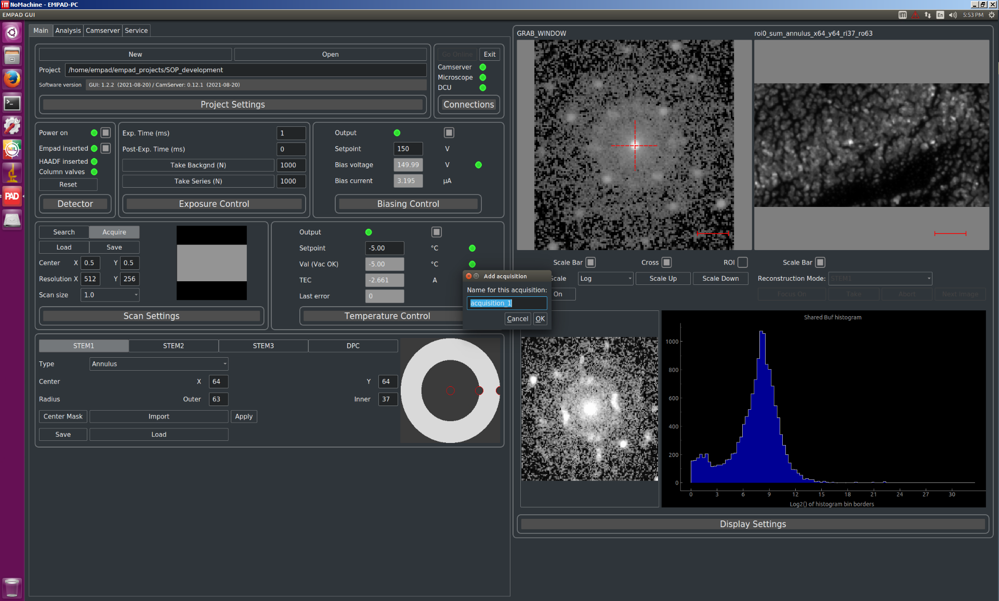 NoMachine - EMPAD-PC
EMPAD GUI
En
5:53 PM
Main Analysis Camserver Service
New Open
Project /home/empad/empad_projects/SOP_development
Software version GUI: 1.2.2 (2021-08-20) / CamServer: 0.12.1 (2021-08-20)
Project Settings
Go Online Exit
Camserver
Microscope
DCU
Connections
Power on
Empad inserted
HAADF inserted
Column valves
Reset
Detector
Exp. Time (ms) 1
Post-Exp. Time (ms) 0
Take Backgnd (N) 1000
Take Series (N) 1000
Exposure Control
Output
Setpoint 150 V
Bias voltage 149.99 V
Bias current 3.195 µA
Biasing Control
MIL
PAD
Search Acquire
Load Save
Center X 0.5 Y 0.5
Resolution X 512 Y 256
Scan size 1.0
Scan Settings
Output
Setpoint -5.00 °C
Val (Vac OK) -5.00 °C
TEC -2.661 A
Last error 0
Temperature Control
Add acquisition
Name for this acquisition:
acquisition_1
Cancel OK
STEM1 STEM2 STEM3 DPC
Type Annulus
Center X 64 Y 64
Radius Outer 63 Inner 37
Center Mask Import Apply
Save Load
GRAB_WINDOW
roi0_sum_annulus_x64_y64_ri37_ro63
Scale Bar Cross ROI Scale Bar
cale Log Scale Up Scale Down Reconstruction Mode: STEM1
On Focus On Take Abort Next Image
Shared Buf histogram
1000
800
600
400
200
0
0 3 6 9 12 15 18 21 24 27 30
Log2() of histogram bin borders
Display Settings